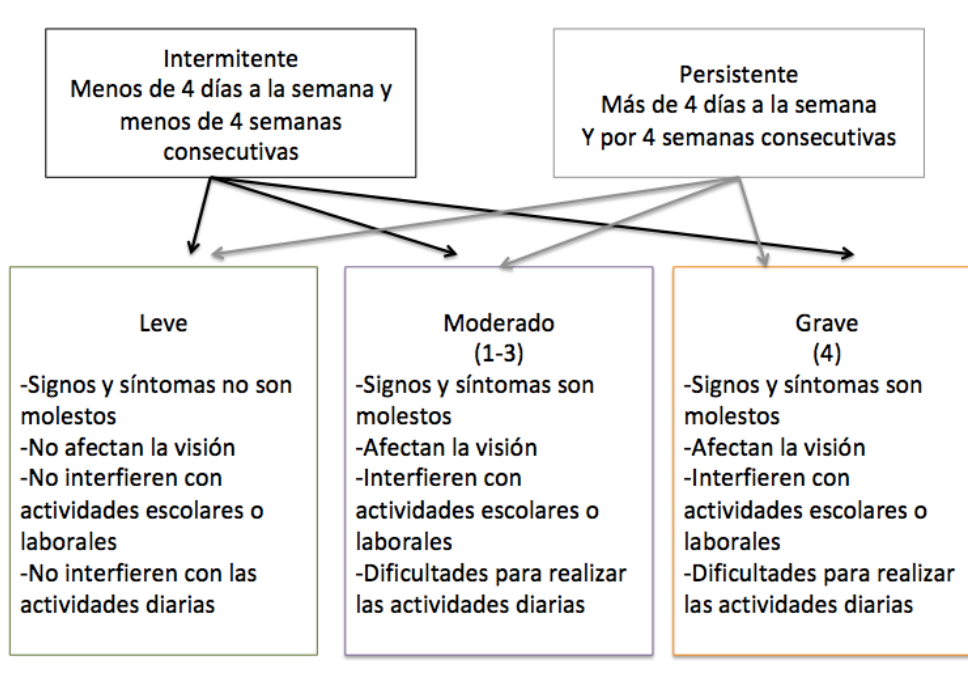 Intermitente
Menos de 4 días a la semana y
menos de 4 semanas
consecutivas
Persistente
Más de 4 días a la semana
Y por 4 semanas consecutivas
Leve
-Signos y síntomas no son
molestos
-No afectan la visión
-No interfieren con
actividades escolares o
laborales
-No interfieren con las
actividades diarias
Moderado
(1-3)
-Signos y síntomas son
molestos
-Afectan la visión
-Interfieren con
actividades escolares o
laborales
-Dificultades para realizar
las actividades diarias
Grave
(4)
-Signos y síntomas son
molestos
-Afectan la visión
-Interfieren con
actividades escolares o
laborales
-Dificultades para realizar
las actividades diarias